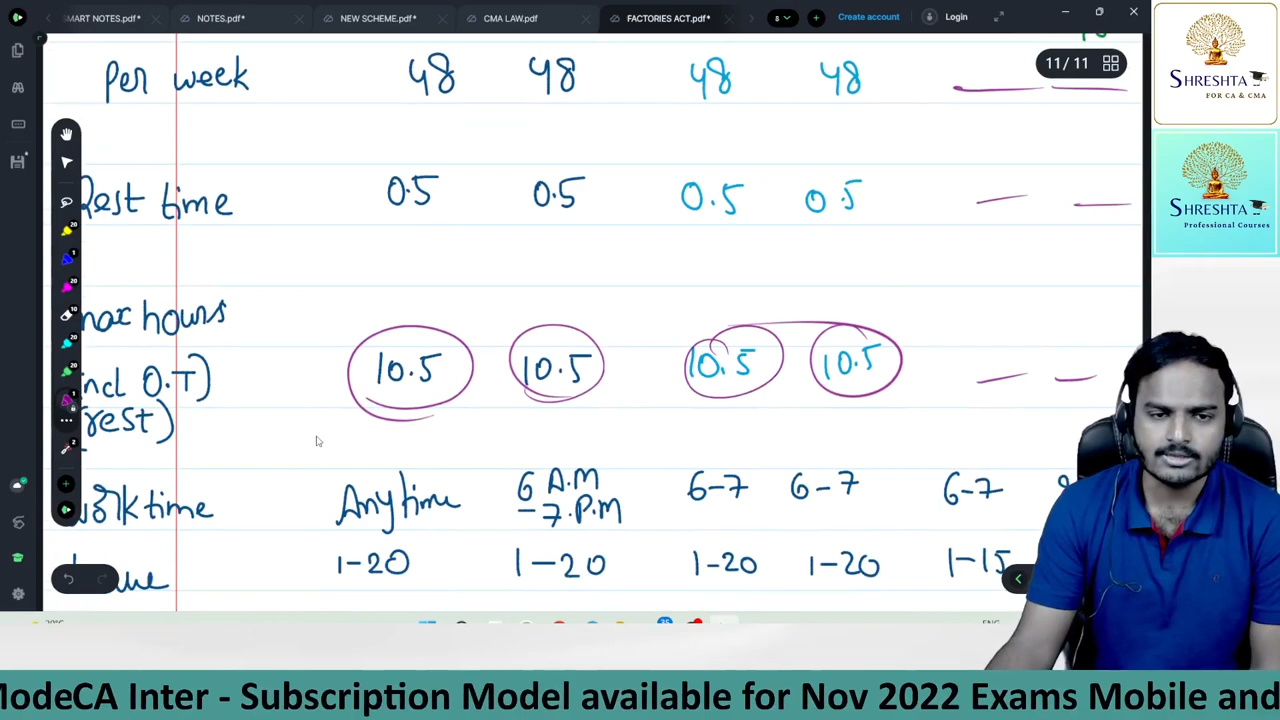 SMART NOTES.pdf* NOTES.pdf* NEW SCHEME.pdf* CMA LAW.pdf FACTORIES ACT.pdf* 8 Create account Login
11/11
SHRESHTA
FOR CA & CMA
SHRESHTA
Professional Courses
Per week 48 48 48 48
Rest time 0.5 0.5 0.5 0.5
max hours
incl O.T) 10.5 10.5 10.5 10.5
rest)
Work time Anytime 6 A.M 6-7 6-7 6-7
- 7.P.M
1-20 1-20 1-20 1-20 1-15
ENG
ModeCA Inter - Subscription Model available for Nov 2022 Exams Mobile and